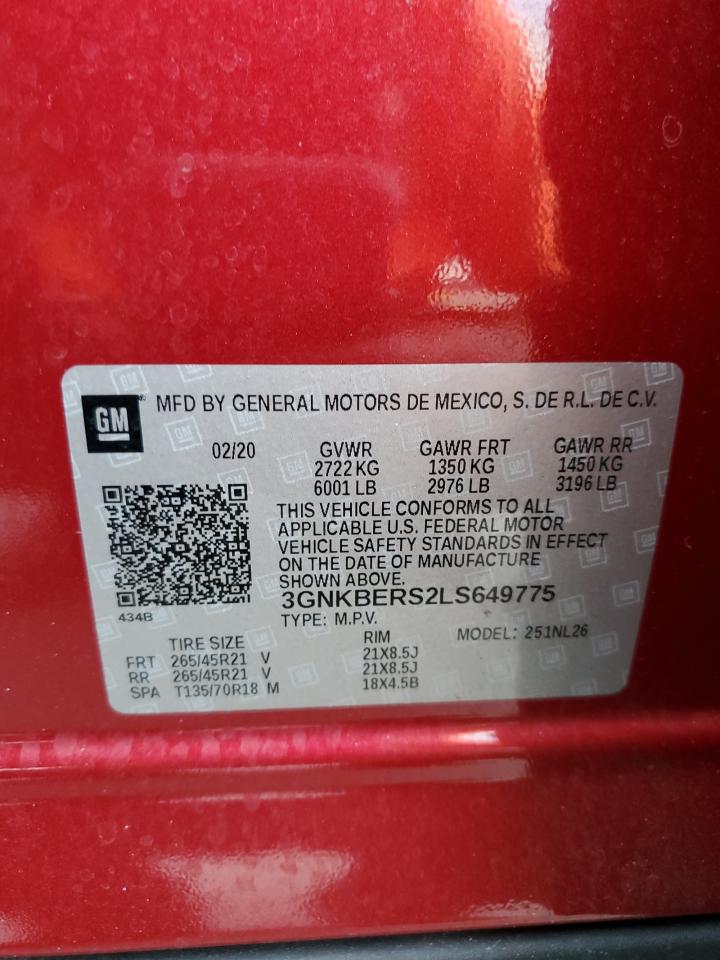 GM MFD BY GENERAL MOTORS DE MEXICO, S. DE R.L. DE C.V.
02/20 GVWR GAWR FRT GAWR RR
2722 KG 1350 KG 1450 KG
6001 LB 2976 LB 3196 LB
THIS VEHICLE CONFORMS TO ALL
APPLICABLE U.S. FEDERAL MOTOR
VEHICLE SAFETY STANDARDS IN EFFECT
ON THE DATE OF MANUFACTURE
SHOWN ABOVE.
3GNKBERS2LS649775
434B TYPE: M.P.V.
TIRE SIZE RIM MODEL: 251NL26
FRT 265/45R21 V 21X8.5J
RR 265/45R21 V 21X8.5J
SPA T135/70R18 M 18X4.5B